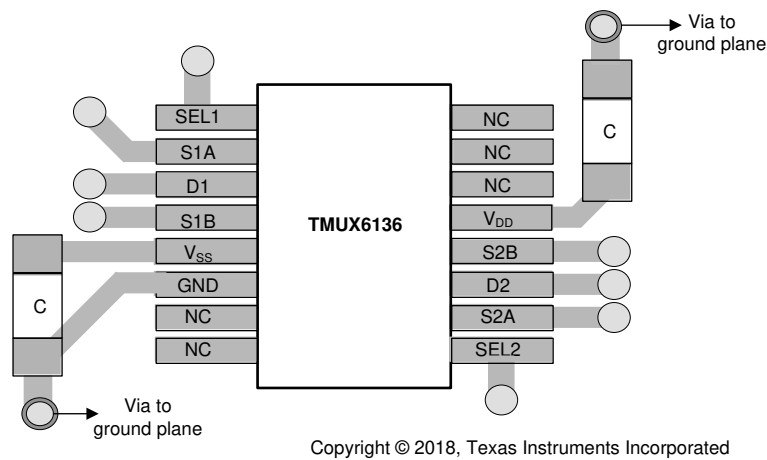 Via to
ground plane
SEL1
NC
C
S1A
NC
D1
NC
S1B
TMUX6136
VDD
VSS
S2B
C
GND
D2
NC
S2A
NC
SEL2
Via to
ground plane
Copyright © 2018, Texas Instruments Incorporated